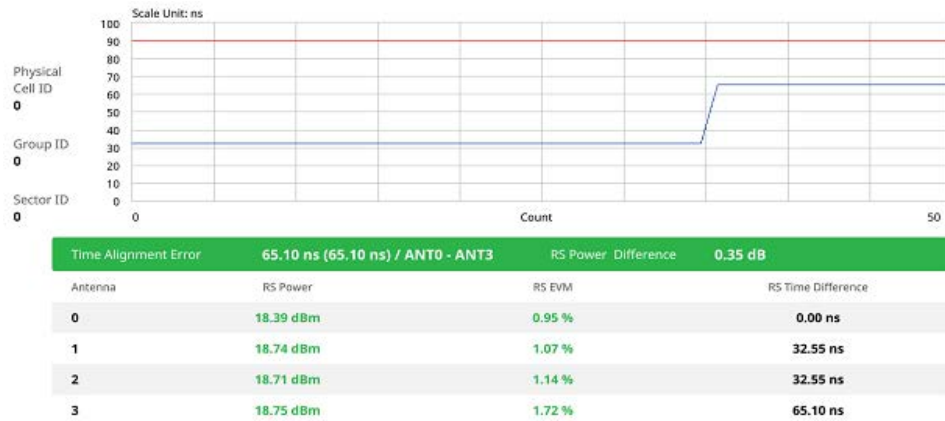 Scale Unit: ns
100
90
80
70
60
50
40
30
20
10
0
Physical
Cell ID
0
Group ID
0
Sector ID
0
0 Count 50
Time Alignment Error 65.10 ns (65.10 ns) / ANT0 - ANT3 RS Power Difference 0.35 dB
Antenna RS Power RS EVM RS Time Difference
0 18.39 dBm 0.95 % 0.00 ns
1 18.74 dBm 1.07 % 32.55 ns
2 18.71 dBm 1.14 % 32.55 ns
3 18.75 dBm 1.72 % 65.10 ns